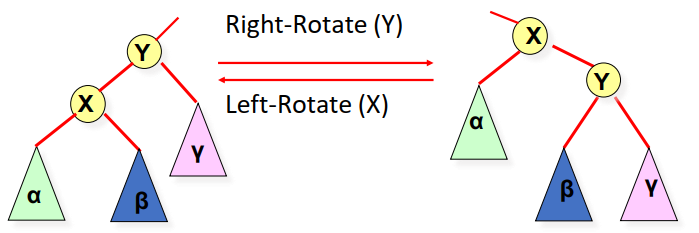 Right-Rotate (Y)
Left-Rotate (X)
Y
X
α
β
γ
X
Y
α
β
γ